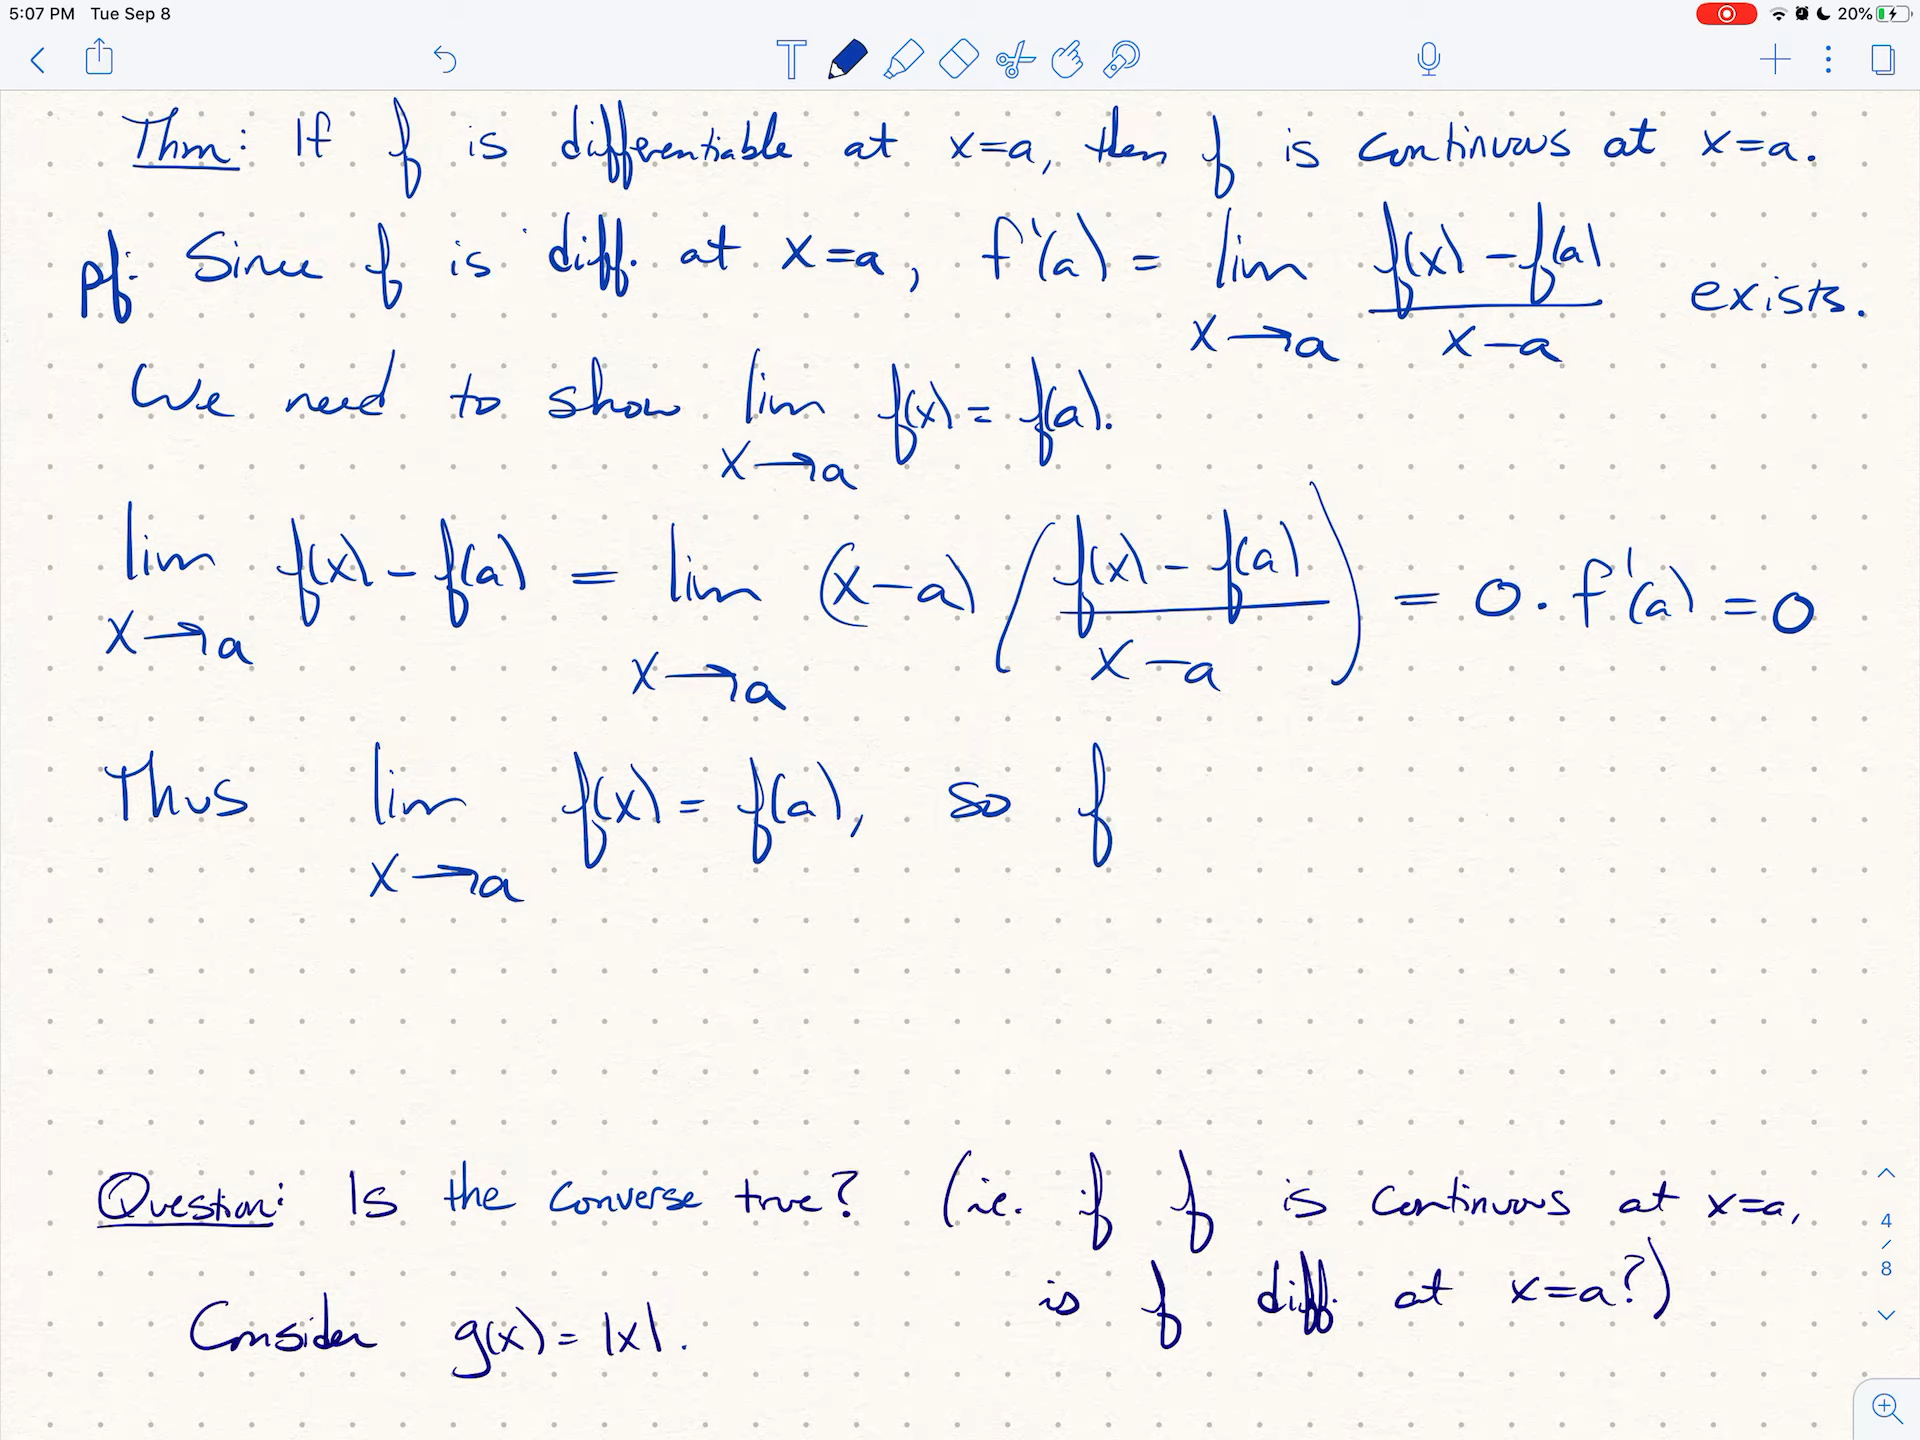 5:07 PM Tue Sep 8 20%
T
Thm: If f is differentiable at x=a, then f is continuous at x=a.
pf: Since f is diff. at x=a, f'(a) = lim x→a (f(x) - f(a))/(x-a) exists.
We need to show lim x→a f(x) = f(a).
lim x→a f(x) - f(a) = lim x→a (x-a) ((f(x) - f(a))/(x-a)) = 0 · f'(a) = 0
Thus lim x→a f(x) = f(a), so f
Question: Is the converse true? (ie. if f is continuous at x=a,
is f diff. at x=a?)
Consider g(x) = |x|.
4
/
8